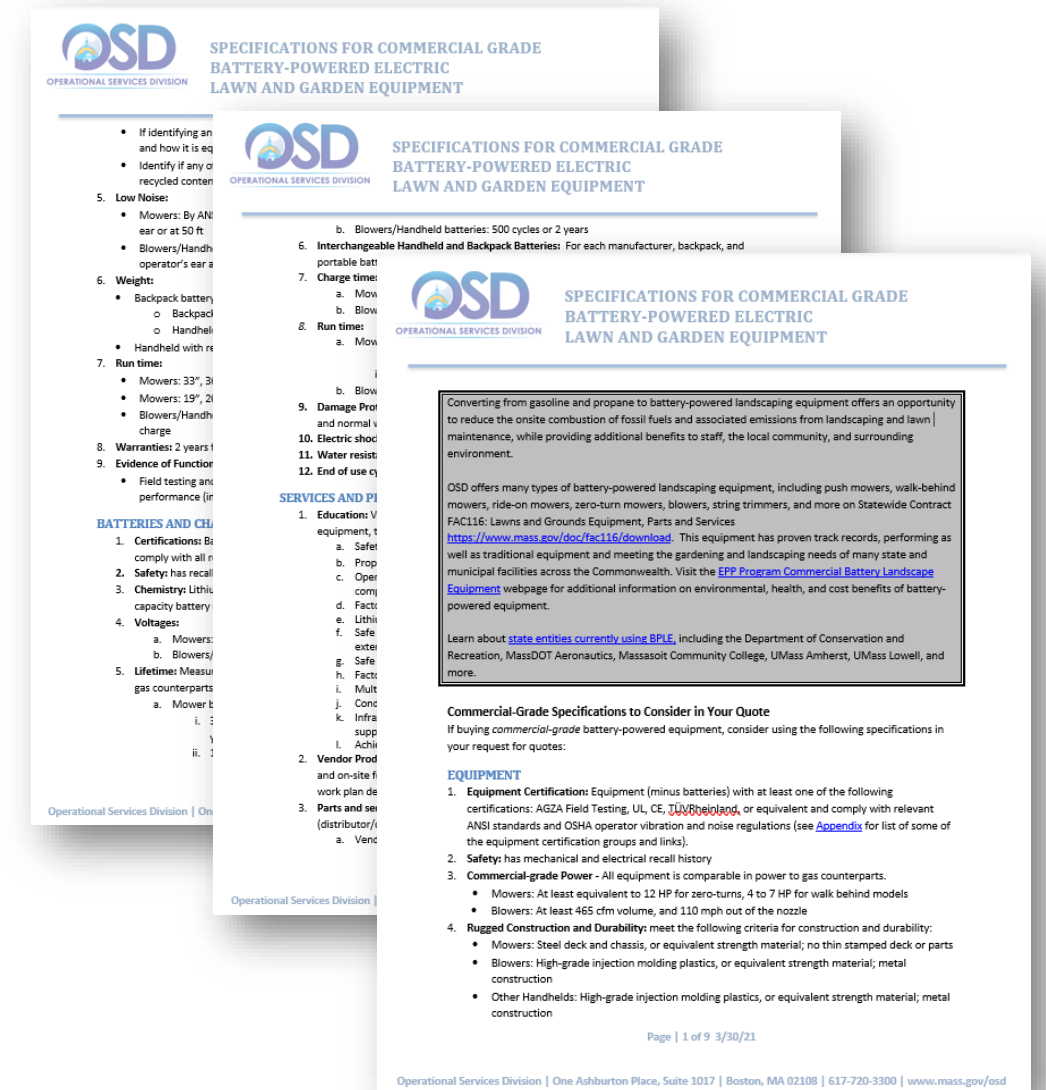 OSD
OPERATIONAL SERVICES DIVISION
SPECIFICATIONS FOR COMMERCIAL GRADE
BATTERY-POWERED ELECTRIC
LAWN AND GARDEN EQUIPMENT
• If identifying an
and how it is eq
• Identify if any o
recycled conten
5. Low Noise:
• Mowers: By ANS
ear or at 50 ft
• Blowers/Handh
operator's ear a
6. Weight:
• Backpack battery
o Backpack
o Handhel
• Handheld with re
7. Run time:
• Mowers: 33”, 36
• Mowers: 19”, 20
• Blowers/Handh
charge
8. Warranties: 2 years f
9. Evidence of Function
• Field testing and
performance (in
BATTERIES AND CHA
1. Certifications: Ba
comply with all r
2. Safety: has recall
3. Chemistry: Lithiu
capacity battery
4. Voltages:
a. Mowers:
b. Blowers/
5. Lifetime: Measur
gas counterparts
a. Mower b
i. 3
y
ii. 1
Operational Services Division | One
OSD
OPERATIONAL SERVICES DIVISION
SPECIFICATIONS FOR COMMERCIAL GRADE
BATTERY-POWERED ELECTRIC
LAWN AND GARDEN EQUIPMENT
b. Blowers/Handheld batteries: 500 cycles or 2 years
6. Interchangeable Handheld and Backpack Batteries: For each manufacturer, backpack, and
portable batt
7. Charge time:
a. Mow
b. Blow
8. Run time:
a. Mow
i
b. Blow
9. Damage Prot
and normal w
10. Electric shock
11. Water resista
12. End of use cy
SERVICES AND PR
1. Education: V
equipment, t
a. Safet
b. Prop
c. Oper
comp
d. Facto
e. Lithiu
f. Safe
exter
g. Safe
h. Facto
i. Multi
j. Cond
k. Infra
supp
l. Achie
2. Vendor Prod
and on-site f
work plan de
3. Parts and ser
(distributor/d
a. Vend
Operational Services Division |
OSD
OPERATIONAL SERVICES DIVISION
SPECIFICATIONS FOR COMMERCIAL GRADE
BATTERY-POWERED ELECTRIC
LAWN AND GARDEN EQUIPMENT
Converting from gasoline and propane to battery-powered landscaping equipment offers an opportunity
to reduce the onsite combustion of fossil fuels and associated emissions from landscaping and lawn
maintenance, while providing additional benefits to staff, the local community, and surrounding
environment.
OSD offers many types of battery-powered landscaping equipment, including push mowers, walk-behind
mowers, ride-on mowers, zero-turn mowers, blowers, string trimmers, and more on Statewide Contract
FAC116: Lawns and Grounds Equipment, Parts and Services
https://www.mass.gov/doc/fac116/download. This equipment has proven track records, performing as
well as traditional equipment and meeting the gardening and landscaping needs of many state and
municipal facilities across the Commonwealth. Visit the EPP Program Commercial Battery Landscape
Equipment webpage for additional information on environmental, health, and cost benefits of battery-
powered equipment.
Learn about state entities currently using BPLE, including the Department of Conservation and
Recreation, MassDOT Aeronautics, Massasoit Community College, UMass Amherst, UMass Lowell, and
more.
Commercial-Grade Specifications to Consider in Your Quote
If buying commercial-grade battery-powered equipment, consider using the following specifications in
your request for quotes:
EQUIPMENT
1. Equipment Certification: Equipment (minus batteries) with at least one of the following
certifications: AGZA Field Testing, UL, CE, TÜVRheinland, or equivalent and comply with relevant
ANSI standards and OSHA operator vibration and noise regulations (see Appendix for list of some of
the equipment certification groups and links).
2. Safety: has mechanical and electrical recall history
3. Commercial-grade Power - All equipment is comparable in power to gas counterparts.
• Mowers: At least equivalent to 12 HP for zero-turns, 4 to 7 HP for walk behind models
• Blowers: At least 465 cfm volume, and 110 mph out of the nozzle
4. Rugged Construction and Durability: meet the following criteria for construction and durability:
• Mowers: Steel deck and chassis, or equivalent strength material; no thin stamped deck or parts
• Blowers: High-grade injection molding plastics, or equivalent strength material; metal
construction
• Other Handhelds: High-grade injection molding plastics, or equivalent strength material; metal
construction
Page | 1 of 9 3/30/21
Operational Services Division | One Ashburton Place, Suite 1017 | Boston, MA 02108 | 617-720-3300 | www.mass.gov/osd